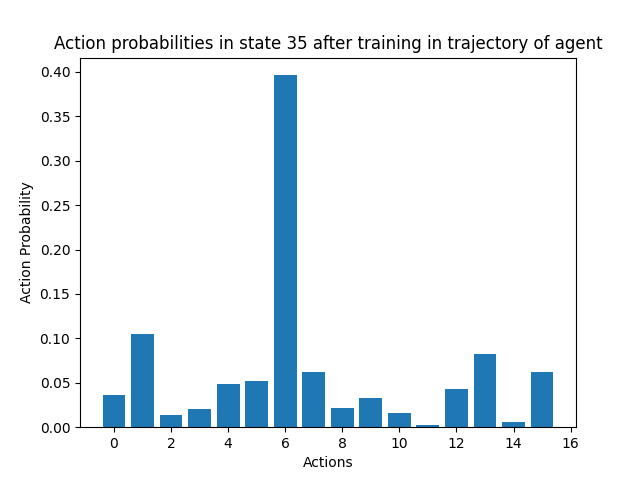 Action probabilities in state 35 after training in trajectory of agent
0.40
0.35
0.30
0.25
0.20
0.15
0.10
0.05
0.00
Action Probability
0 2 4 6 8 10 12 14 16
Actions